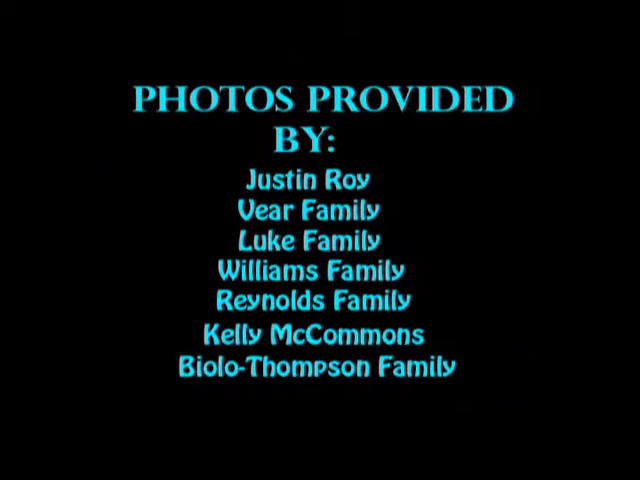 PHOTOS PROVIDED
BY:
Justin Roy
Vear Family
Luke Family
Williams Family
Reynolds Family
Kelly McCommons
Biolo-Thompson Family